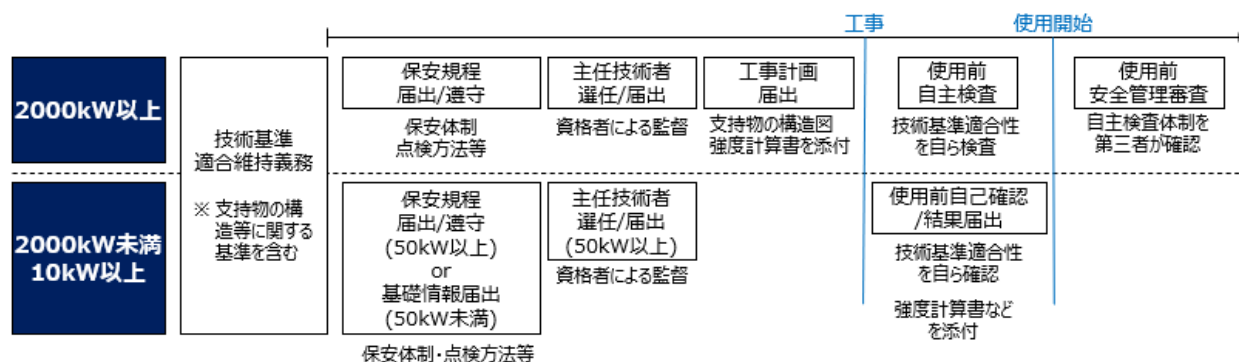 工事
使用開始
2000kW以上
技術基準
適合維持義務
※ 支持物の構
造等に関する
基準を含む
保安規程
届出/遵守
保安体制
点検方法等
主任技術者
選任/届出
資格者による監督
工事計画
届出
支持物の構造図
強度計算書を添付
使用前
自主検査
技術基準適合性
を自ら検査
使用前
安全管理審査
自主検査体制を
第三者が確認
2000kW未満
10kW以上
保安規程
届出/遵守
(50kW以上)
or
基礎情報届出
(50kW未満)
保安体制・点検方法等
主任技術者
選任/届出
(50kW以上)
資格者による監督
使用前自己確認
/結果届出
技術基準適合性
を自ら確認
強度計算書など
を添付